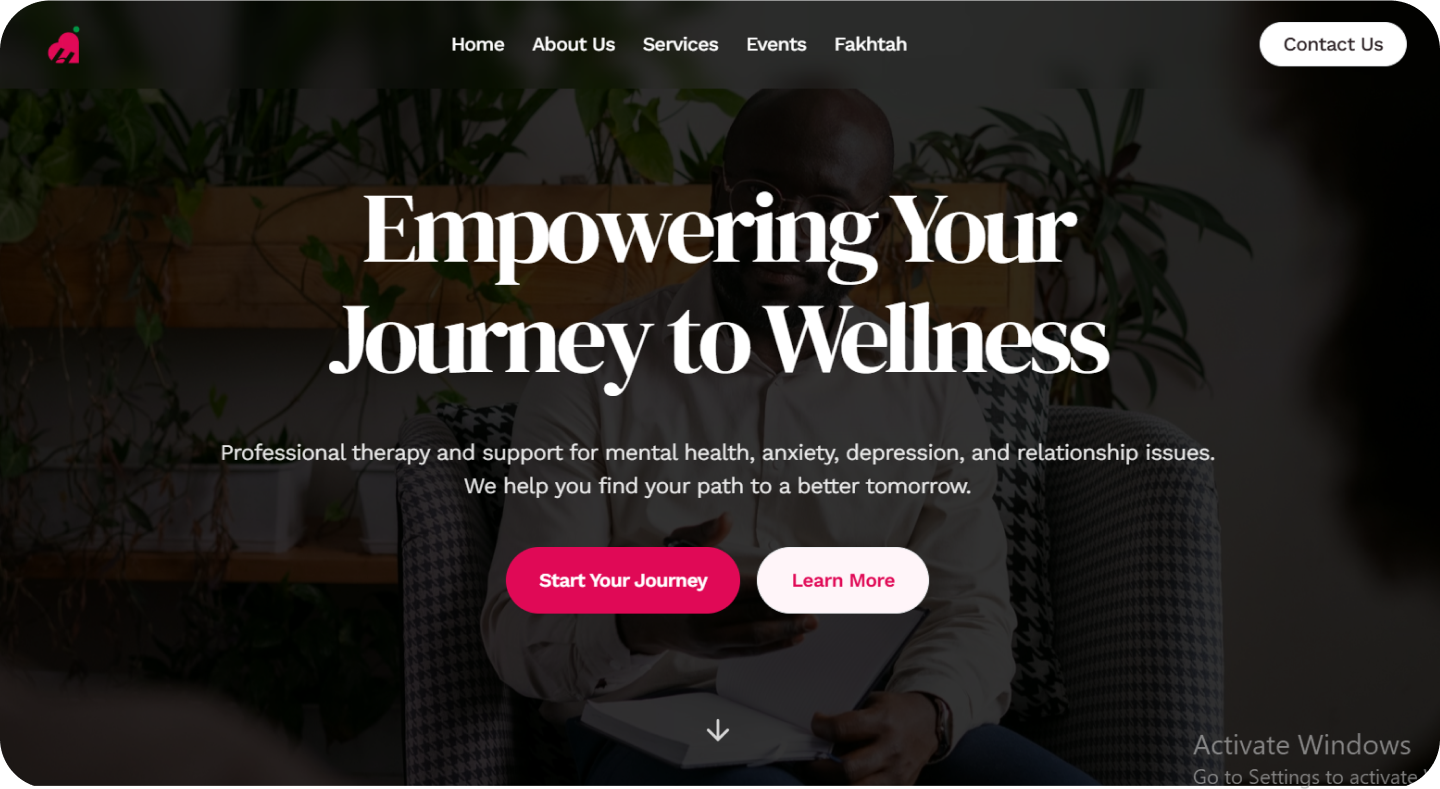 Home About Us Services Events Fakhtah Contact Us
Empowering Your
Journey to Wellness
Professional therapy and support for mental health, anxiety, depression, and relationship issues.
We help you find your path to a better tomorrow.
Start Your Journey Learn More
Activate Windows
Go to Settings to activate